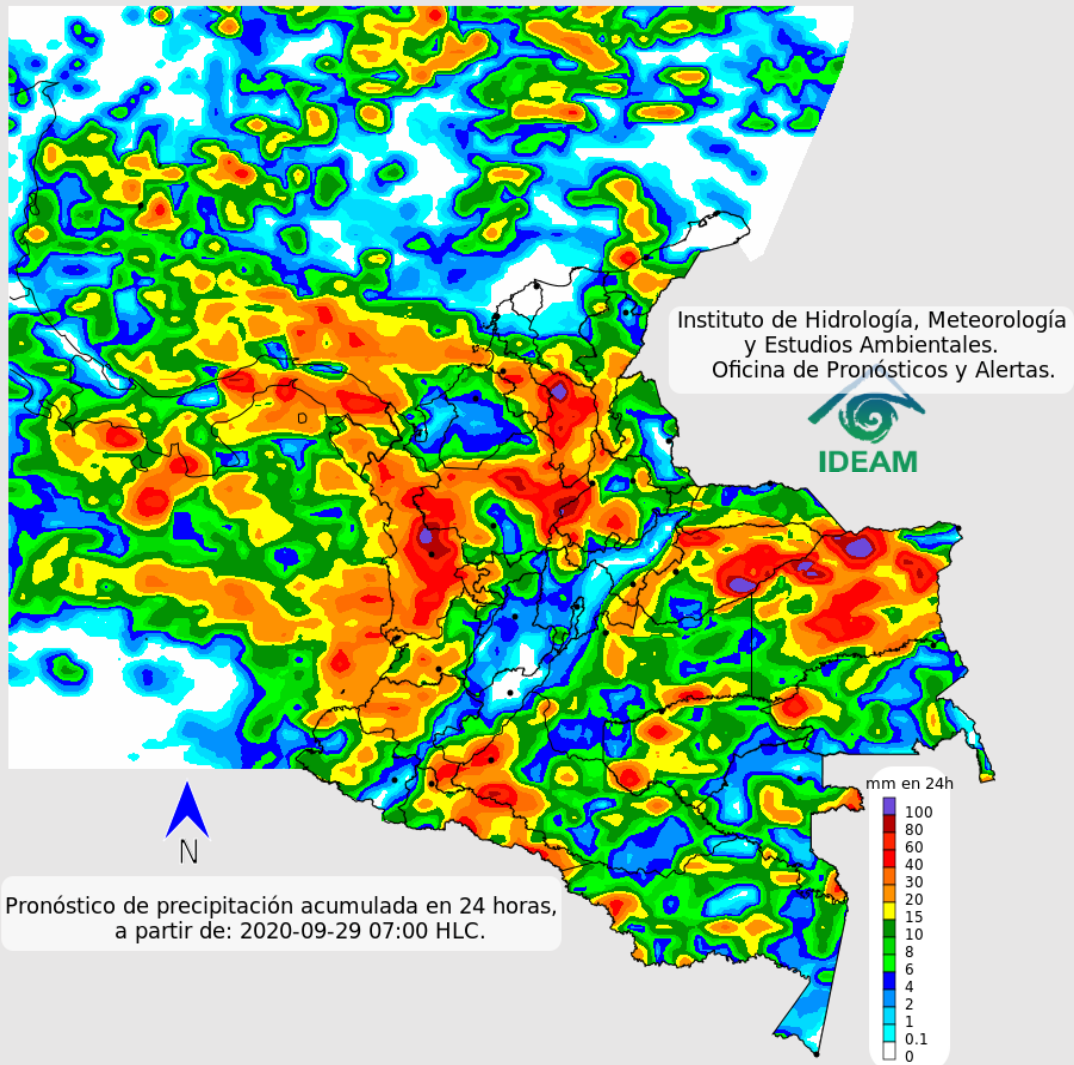 Instituto de Hidrología, Meteorología
y Estudios Ambientales.
Oficina de Pronósticos y Alertas.
IDEAM
mm en 24h
100
80
60
40
30
20
15
10
8
6
4
2
1
0.1
0
N
Pronóstico de precipitación acumulada en 24 horas,
a partir de: 2020-09-29 07:00 HLC.